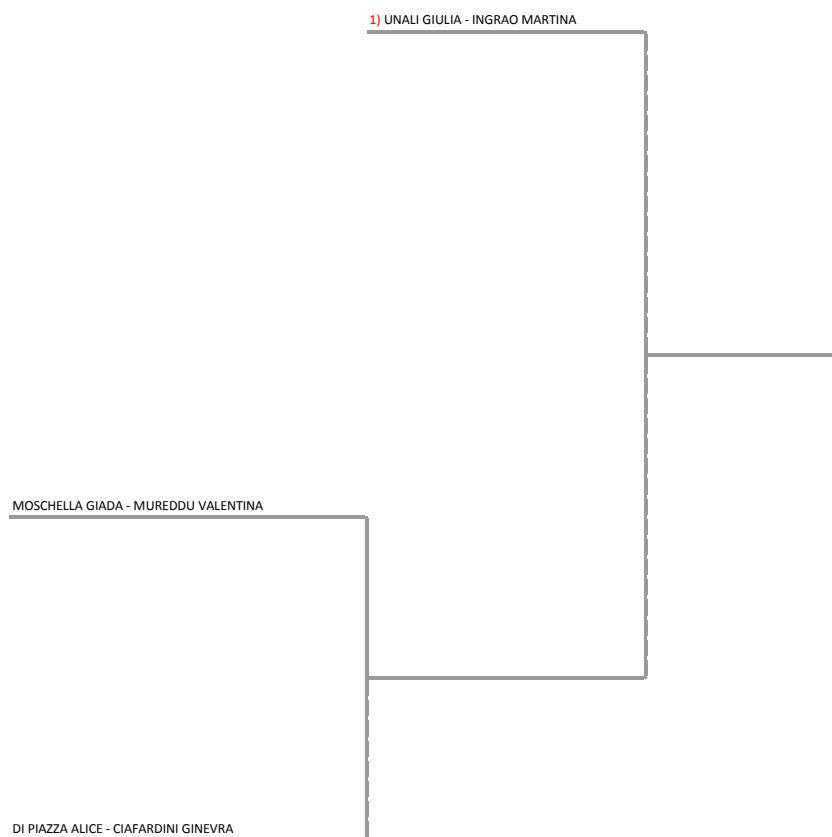 1) UNALI GIULIA - INGRAO MARTINA
MOSCHELLA GIADA - MUREDDU VALENTINA
DI PIAZZA ALICE - CIAFARDINI GINEVRA